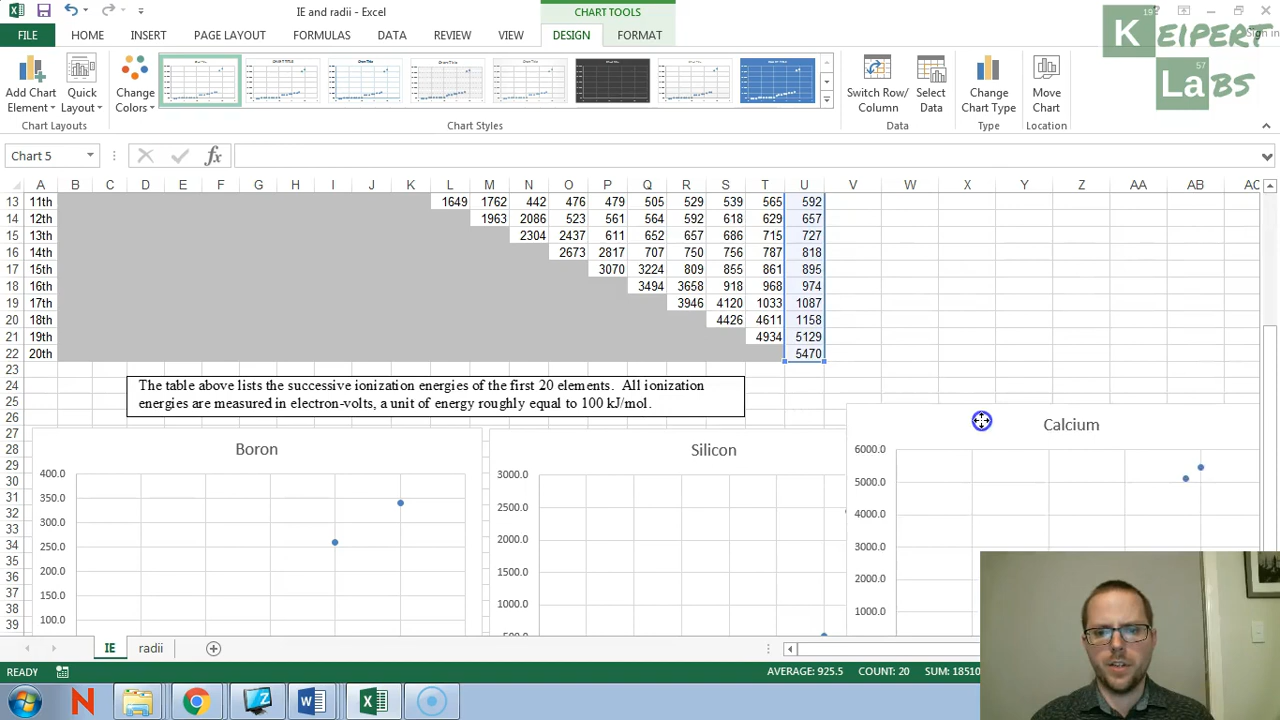 IE and radii - Excel
CHART TOOLS
K EIPERT
La BS
57
Sign in
FILE HOME INSERT PAGE LAYOUT FORMULAS DATA REVIEW VIEW DESIGN FORMAT
Add Chart Element
Quick Layout
Change Colors
Switch Row/ Column
Select Data
Change Chart Type
Move Chart
Chart Layouts Chart Styles Data Type Location
Chart 5 fx
A B C D E F G H I J K L M N O P Q R S T U V W X Y Z AA AB AC
13 11th 1649 1762 442 476 479 505 529 539 565 592
14 12th 1963 2086 523 561 564 592 618 629 657
15 13th 2304 2437 611 652 657 686 715 727
16 14th 2673 2817 707 750 756 787 818
17 15th 3070 3224 809 855 861 895
18 16th 3494 3658 918 968 974
19 17th 3946 4120 1033 1087
20 18th 4426 4611 1158
21 19th 4934 5129
22 20th 5470
23
24
25
26
27
28
29
30
31
32
33
34
35
36
37
38
39
The table above lists the successive ionization energies of the first 20 elements. All ionization
energies are measured in electron-volts, a unit of energy roughly equal to 100 kJ/mol.
Boron
400.0
350.0
300.0
250.0
200.0
150.0
100.0
Silicon
3000.0
2500.0
2000.0
1500.0
1000.0
Calcium
6000.0
5000.0
4000.0
3000.0
2000.0
1000.0
IE radii
READY AVERAGE: 925.5 COUNT: 20 SUM: 18510